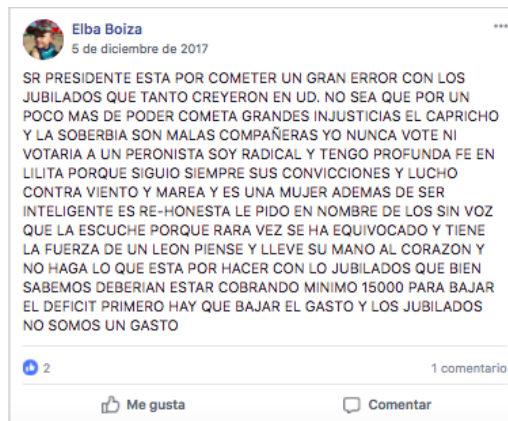 Elba Boiza
5 de diciembre de 2017
SR PRESIDENTE ESTA POR COMETER UN GRAN ERROR CON LOS
JUBILADOS QUE TANTO CREYERON EN UD. NO SEA QUE POR UN
POCO MAS DE PODER COMETA GRANDES INJUSTICIAS EL CAPRICHO
Y LA SOBERBIA SON MALAS COMPAÑERAS YO NUNCA VOTE NI
VOTARIA A UN PERONISTA SOY RADICAL Y TENGO PROFUNDA FE EN
LILITA PORQUE SIGUIO SIEMPRE SUS CONVICCIONES Y LUCHO
CONTRA VIENTO Y MAREA Y ES UNA MUJER ADEMAS DE SER
INTELIGENTE ES RE-HONESTA LE PIDO EN NOMBRE DE LOS SIN VOZ
QUE LA ESCUCHE PORQUE RARA VEZ SE HA EQUIVOCADO Y TIENE
LA FUERZA DE UN LEON PIENSE Y LLEVE SU MANO AL CORAZON Y
NO HAGA LO QUE ESTA POR HACER CON LO JUBILADOS QUE BIEN
SABEMOS DEBERIAN ESTAR COBRANDO MINIMO 15000 PARA BAJAR
EL DEFICIT PRIMERO HAY QUE BAJAR EL GASTO Y LOS JUBILADOS
NO SOMOS UN GASTO
2 1 comentario
Me gusta Comentar